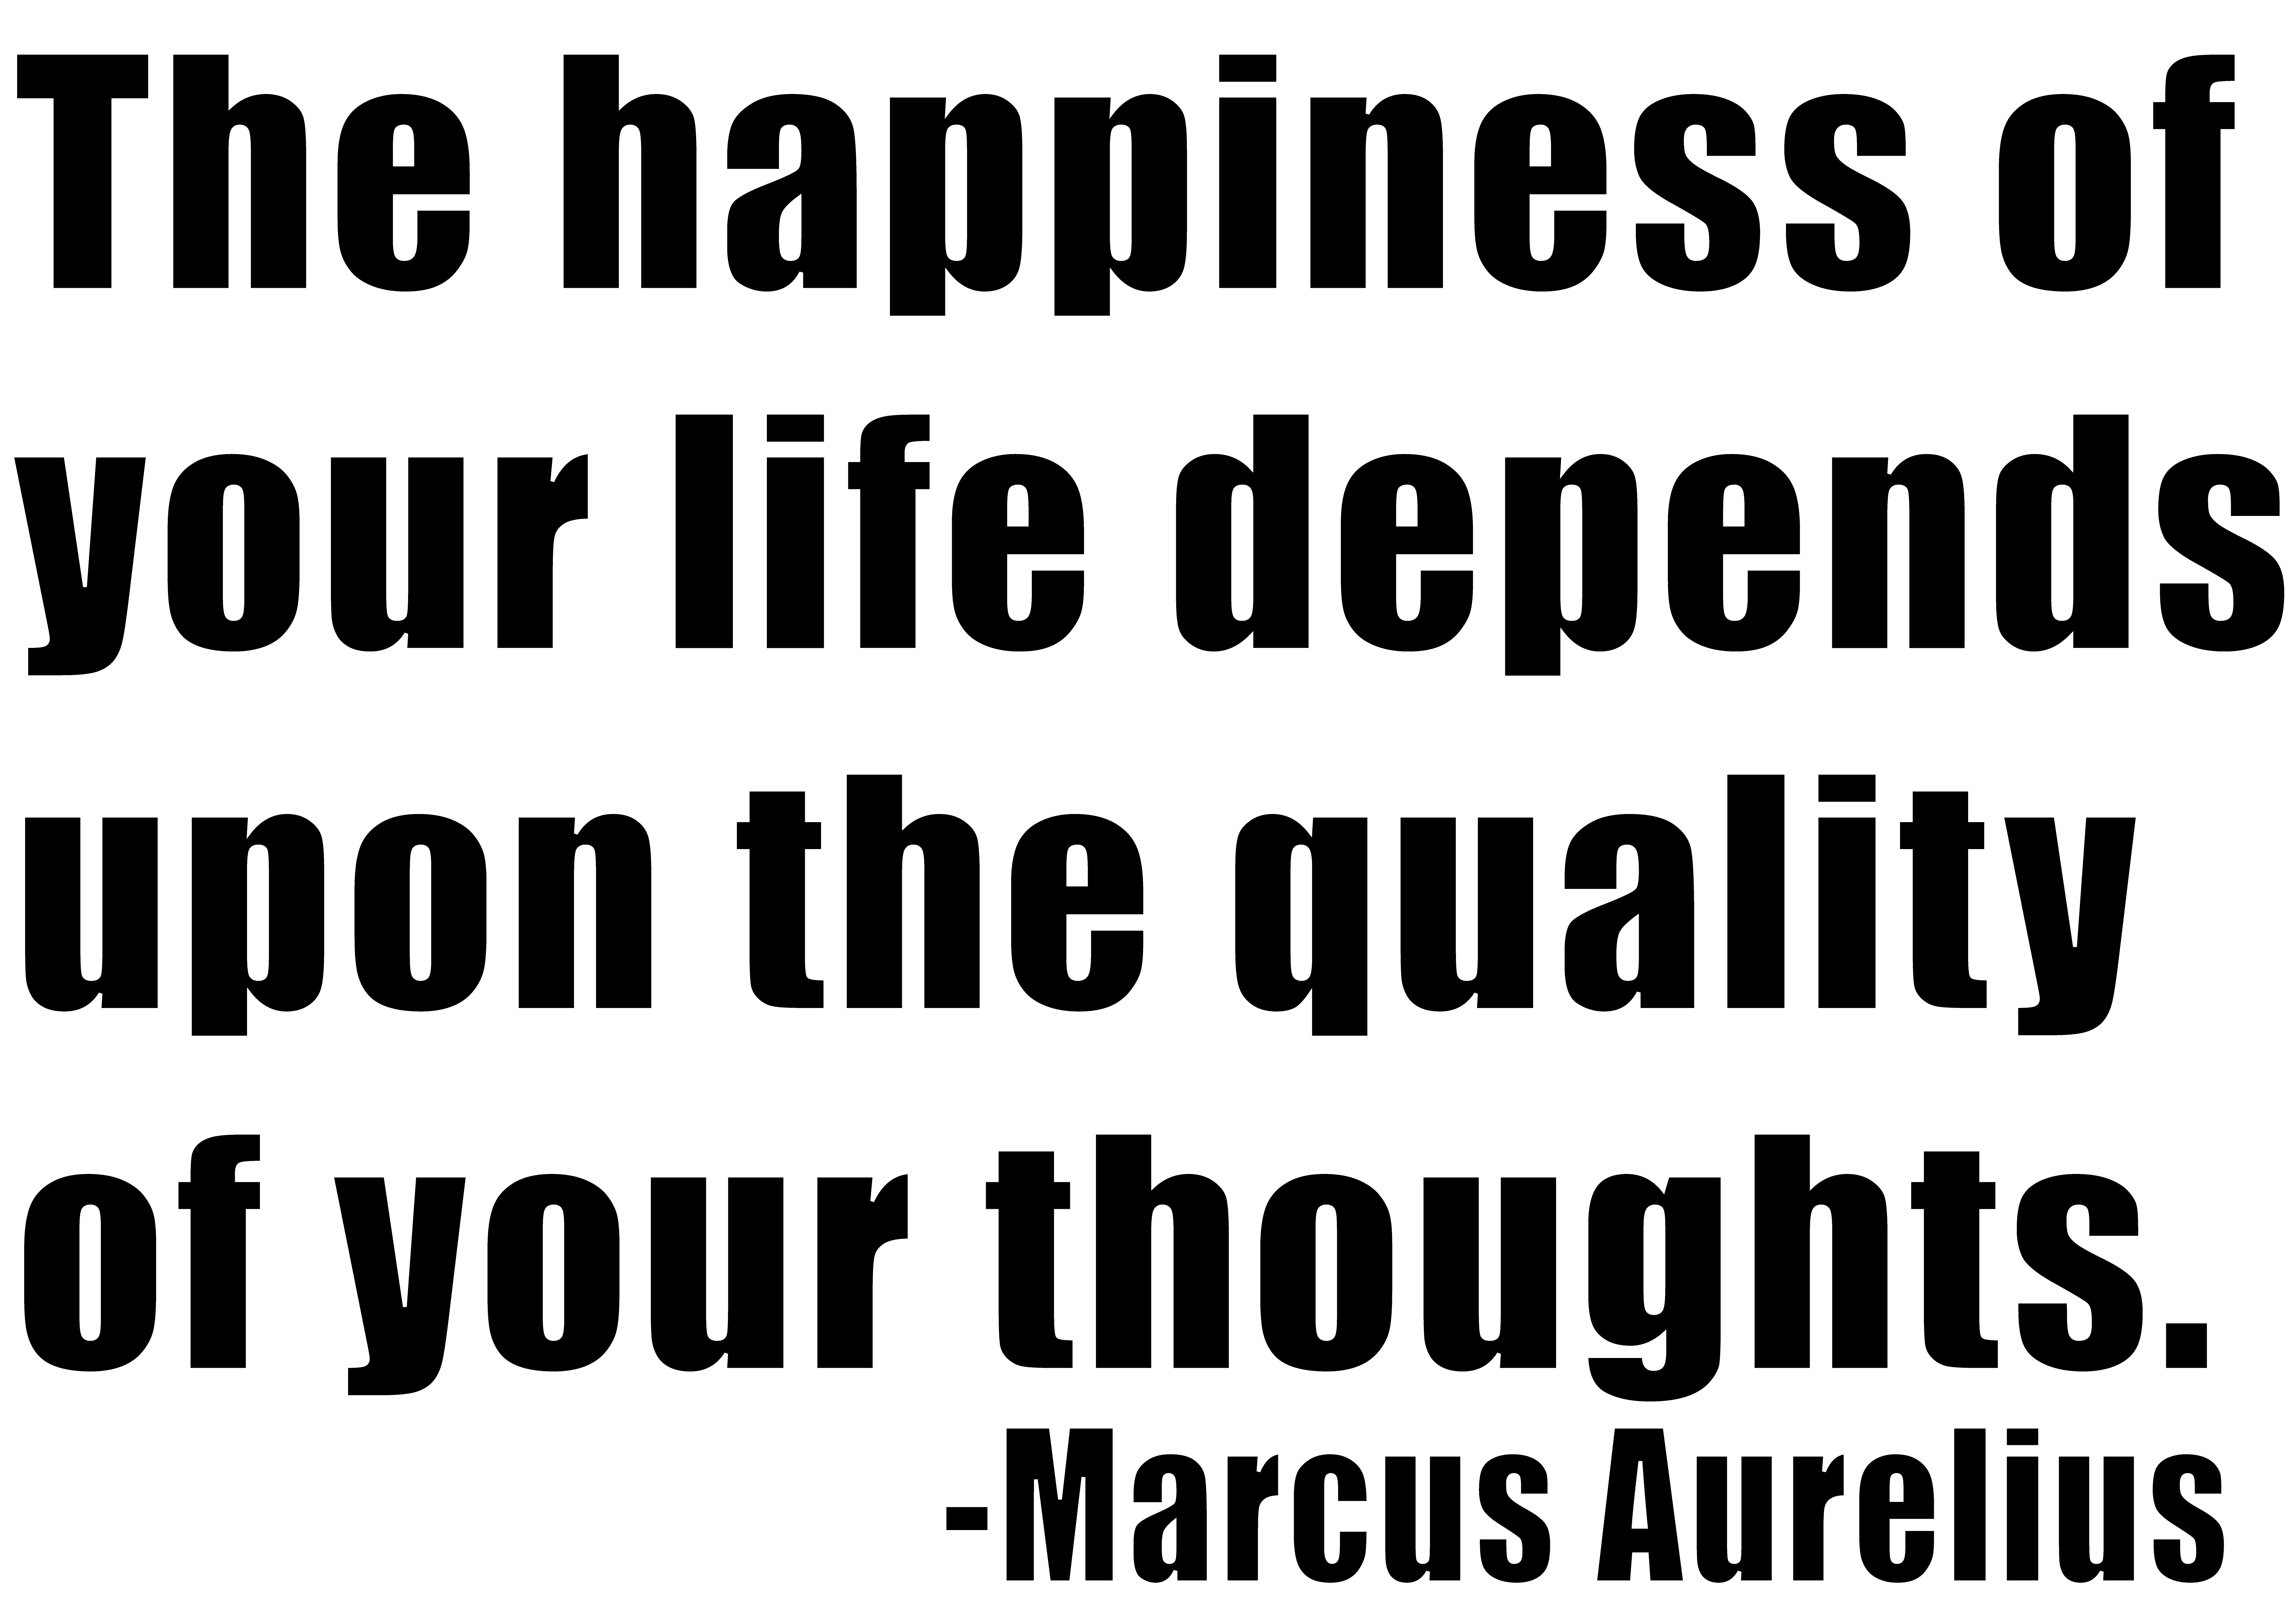 The happiness of
your life depends
upon the quality
of your thoughts.
-Marcus Aurelius